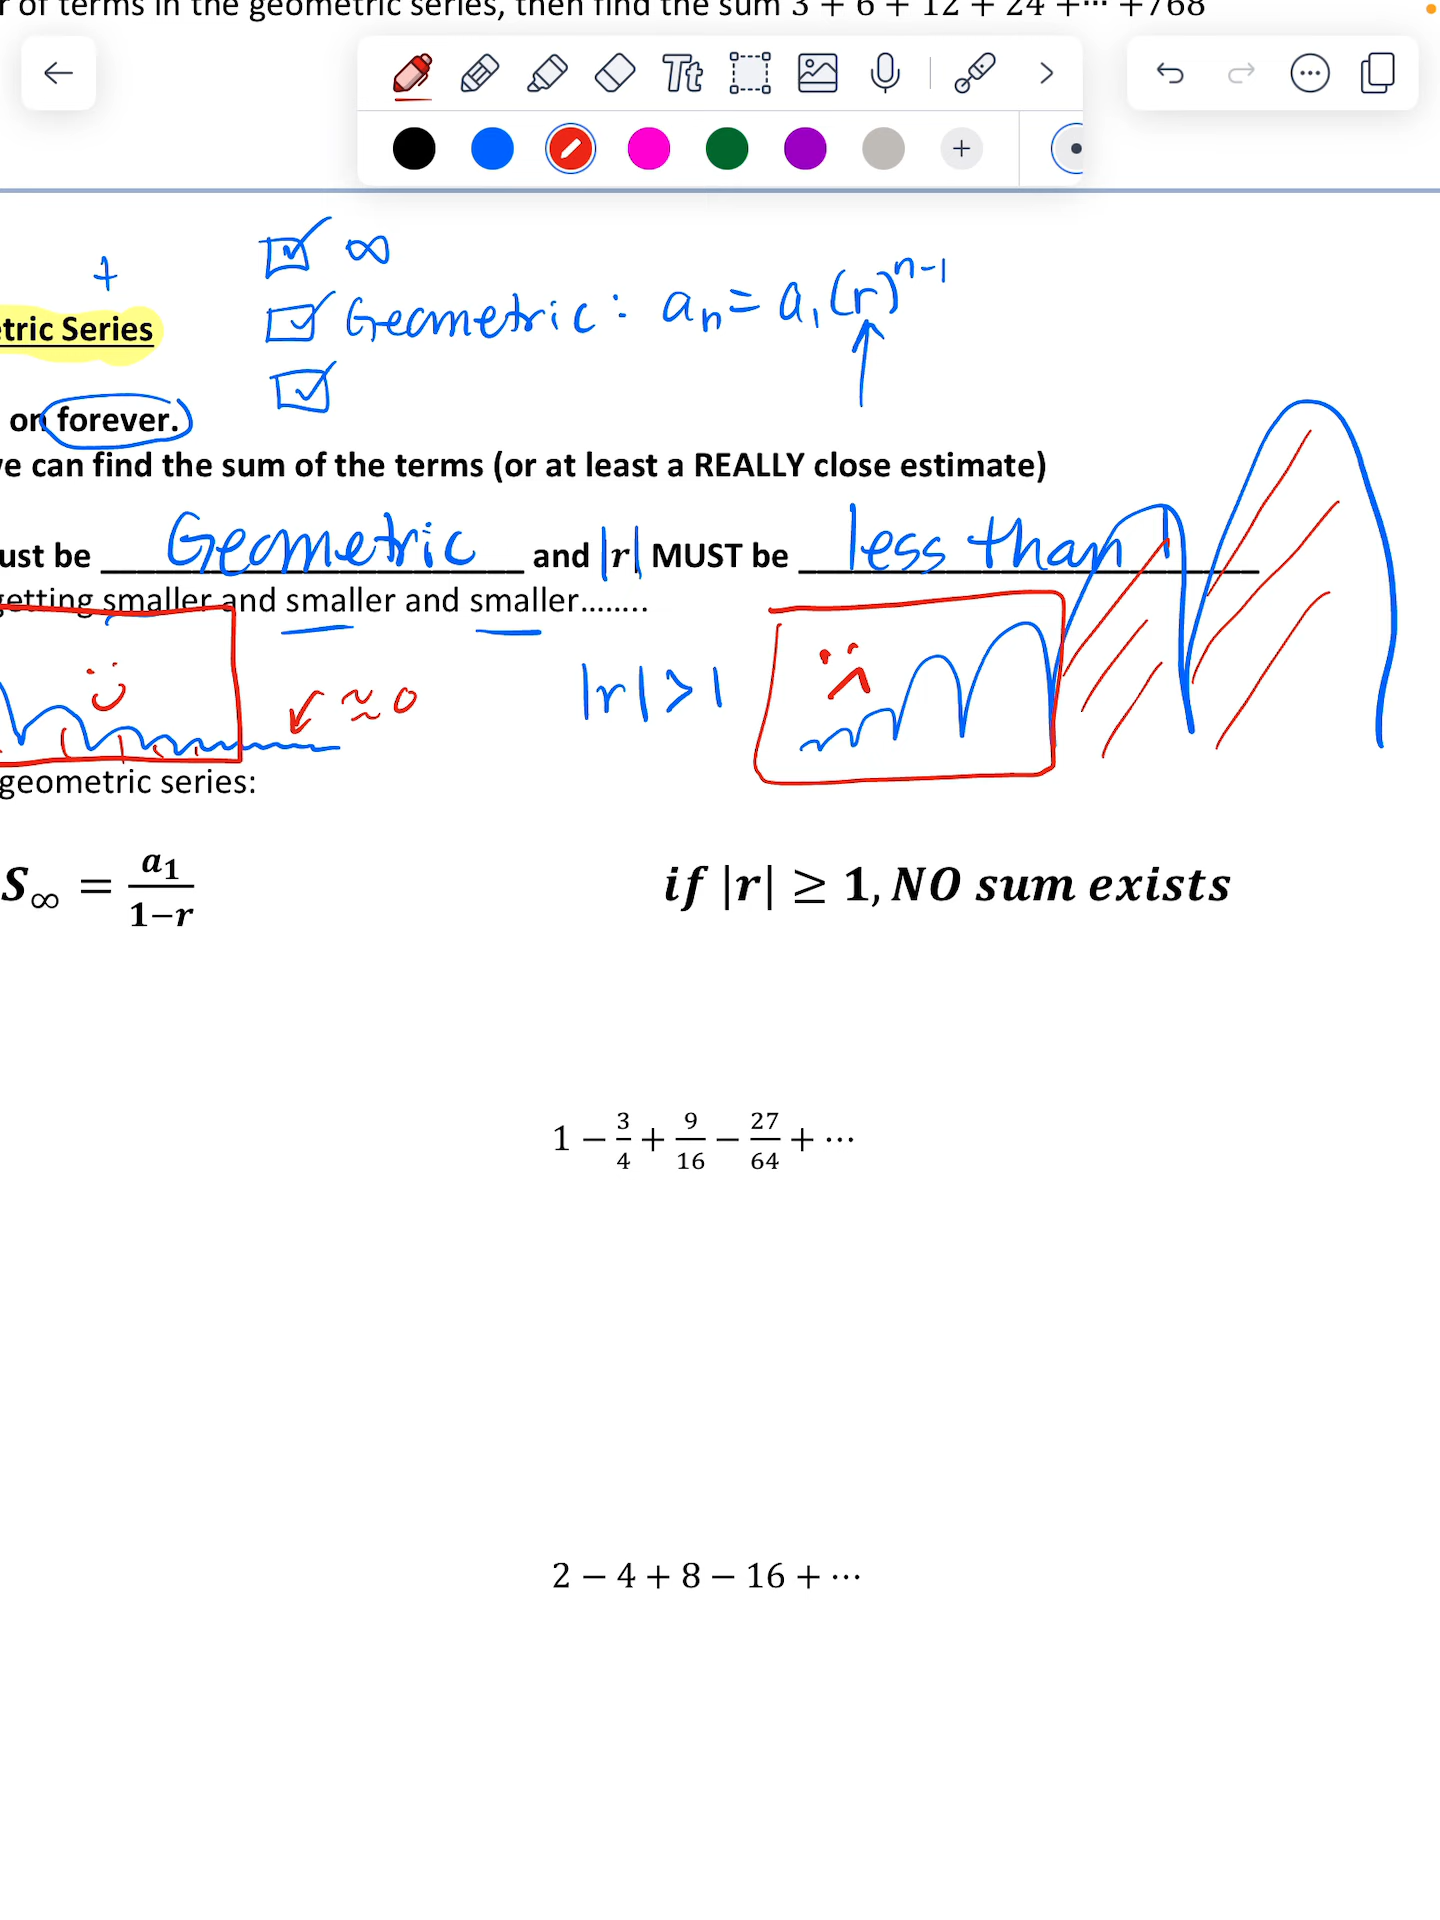 r of terms in the geometric series, then find the sum 3 + 6 + 12 + 24 +⋯ +768
Tt
+
∞
Geometric: aₙ = a₁(r)ⁿ⁻¹
tric Series
on forever.
e can find the sum of the terms (or at least a REALLY close estimate)
ust be Geometric and |r| MUST be less than 1
getting smaller and smaller and smaller........
≈ 0
|r| > 1
geometric series:
S∞ = a₁/(1−r)
if |r| ≥ 1, NO sum exists
1 − 3/4 + 9/16 − 27/64 + ⋯
2 − 4 + 8 − 16 + ⋯